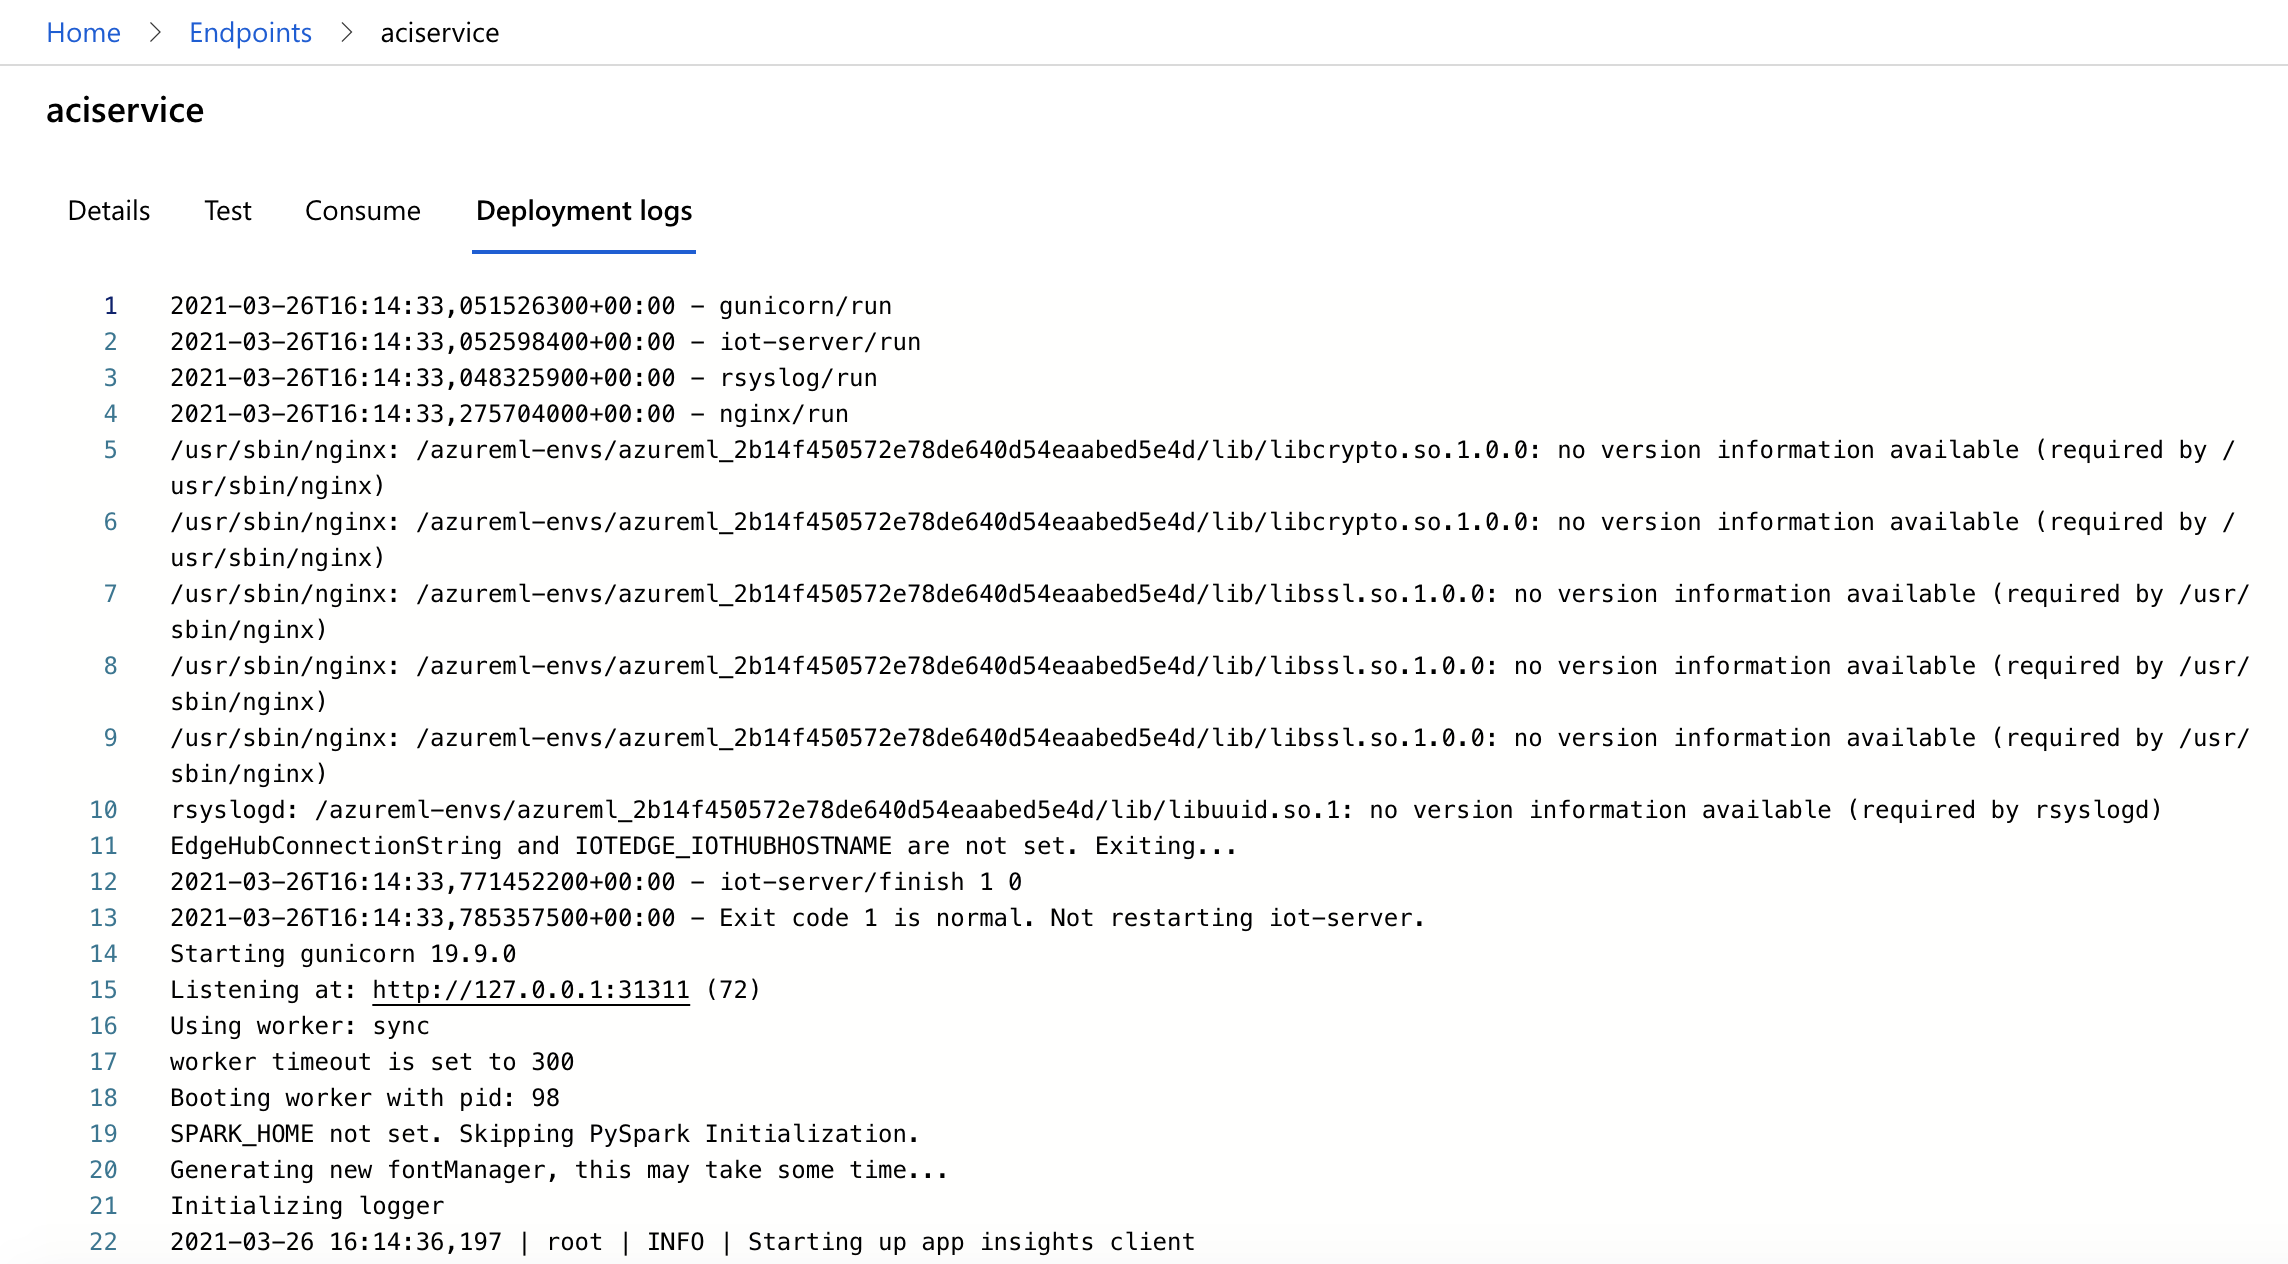 Home > Endpoints > aciservice
aciservice
Details Test Consume Deployment logs
1 2021-03-26T16:14:33,051526300+00:00 - gunicorn/run
2 2021-03-26T16:14:33,052598400+00:00 - iot-server/run
3 2021-03-26T16:14:33,048325900+00:00 - rsyslog/run
4 2021-03-26T16:14:33,275704000+00:00 - nginx/run
5 /usr/sbin/nginx: /azureml-envs/azureml_2b14f450572e78de640d54eaabed5e4d/lib/libcrypto.so.1.0.0: no version information available (required by /
usr/sbin/nginx)
6 /usr/sbin/nginx: /azureml-envs/azureml_2b14f450572e78de640d54eaabed5e4d/lib/libcrypto.so.1.0.0: no version information available (required by /
usr/sbin/nginx)
7 /usr/sbin/nginx: /azureml-envs/azureml_2b14f450572e78de640d54eaabed5e4d/lib/libssl.so.1.0.0: no version information available (required by /usr/
sbin/nginx)
8 /usr/sbin/nginx: /azureml-envs/azureml_2b14f450572e78de640d54eaabed5e4d/lib/libssl.so.1.0.0: no version information available (required by /usr/
sbin/nginx)
9 /usr/sbin/nginx: /azureml-envs/azureml_2b14f450572e78de640d54eaabed5e4d/lib/libssl.so.1.0.0: no version information available (required by /usr/
sbin/nginx)
10 rsyslogd: /azureml-envs/azureml_2b14f450572e78de640d54eaabed5e4d/lib/libuuid.so.1: no version information available (required by rsyslogd)
11 EdgeHubConnectionString and IOTEDGE_IOTHUBHOSTNAME are not set. Exiting...
12 2021-03-26T16:14:33,771452200+00:00 - iot-server/finish 1 0
13 2021-03-26T16:14:33,785357500+00:00 - Exit code 1 is normal. Not restarting iot-server.
14 Starting gunicorn 19.9.0
15 Listening at: http://127.0.0.1:31311 (72)
16 Using worker: sync
17 worker timeout is set to 300
18 Booting worker with pid: 98
19 SPARK_HOME not set. Skipping PySpark Initialization.
20 Generating new fontManager, this may take some time...
21 Initializing logger
22 2021-03-26 16:14:36,197 | root | INFO | Starting up app insights client